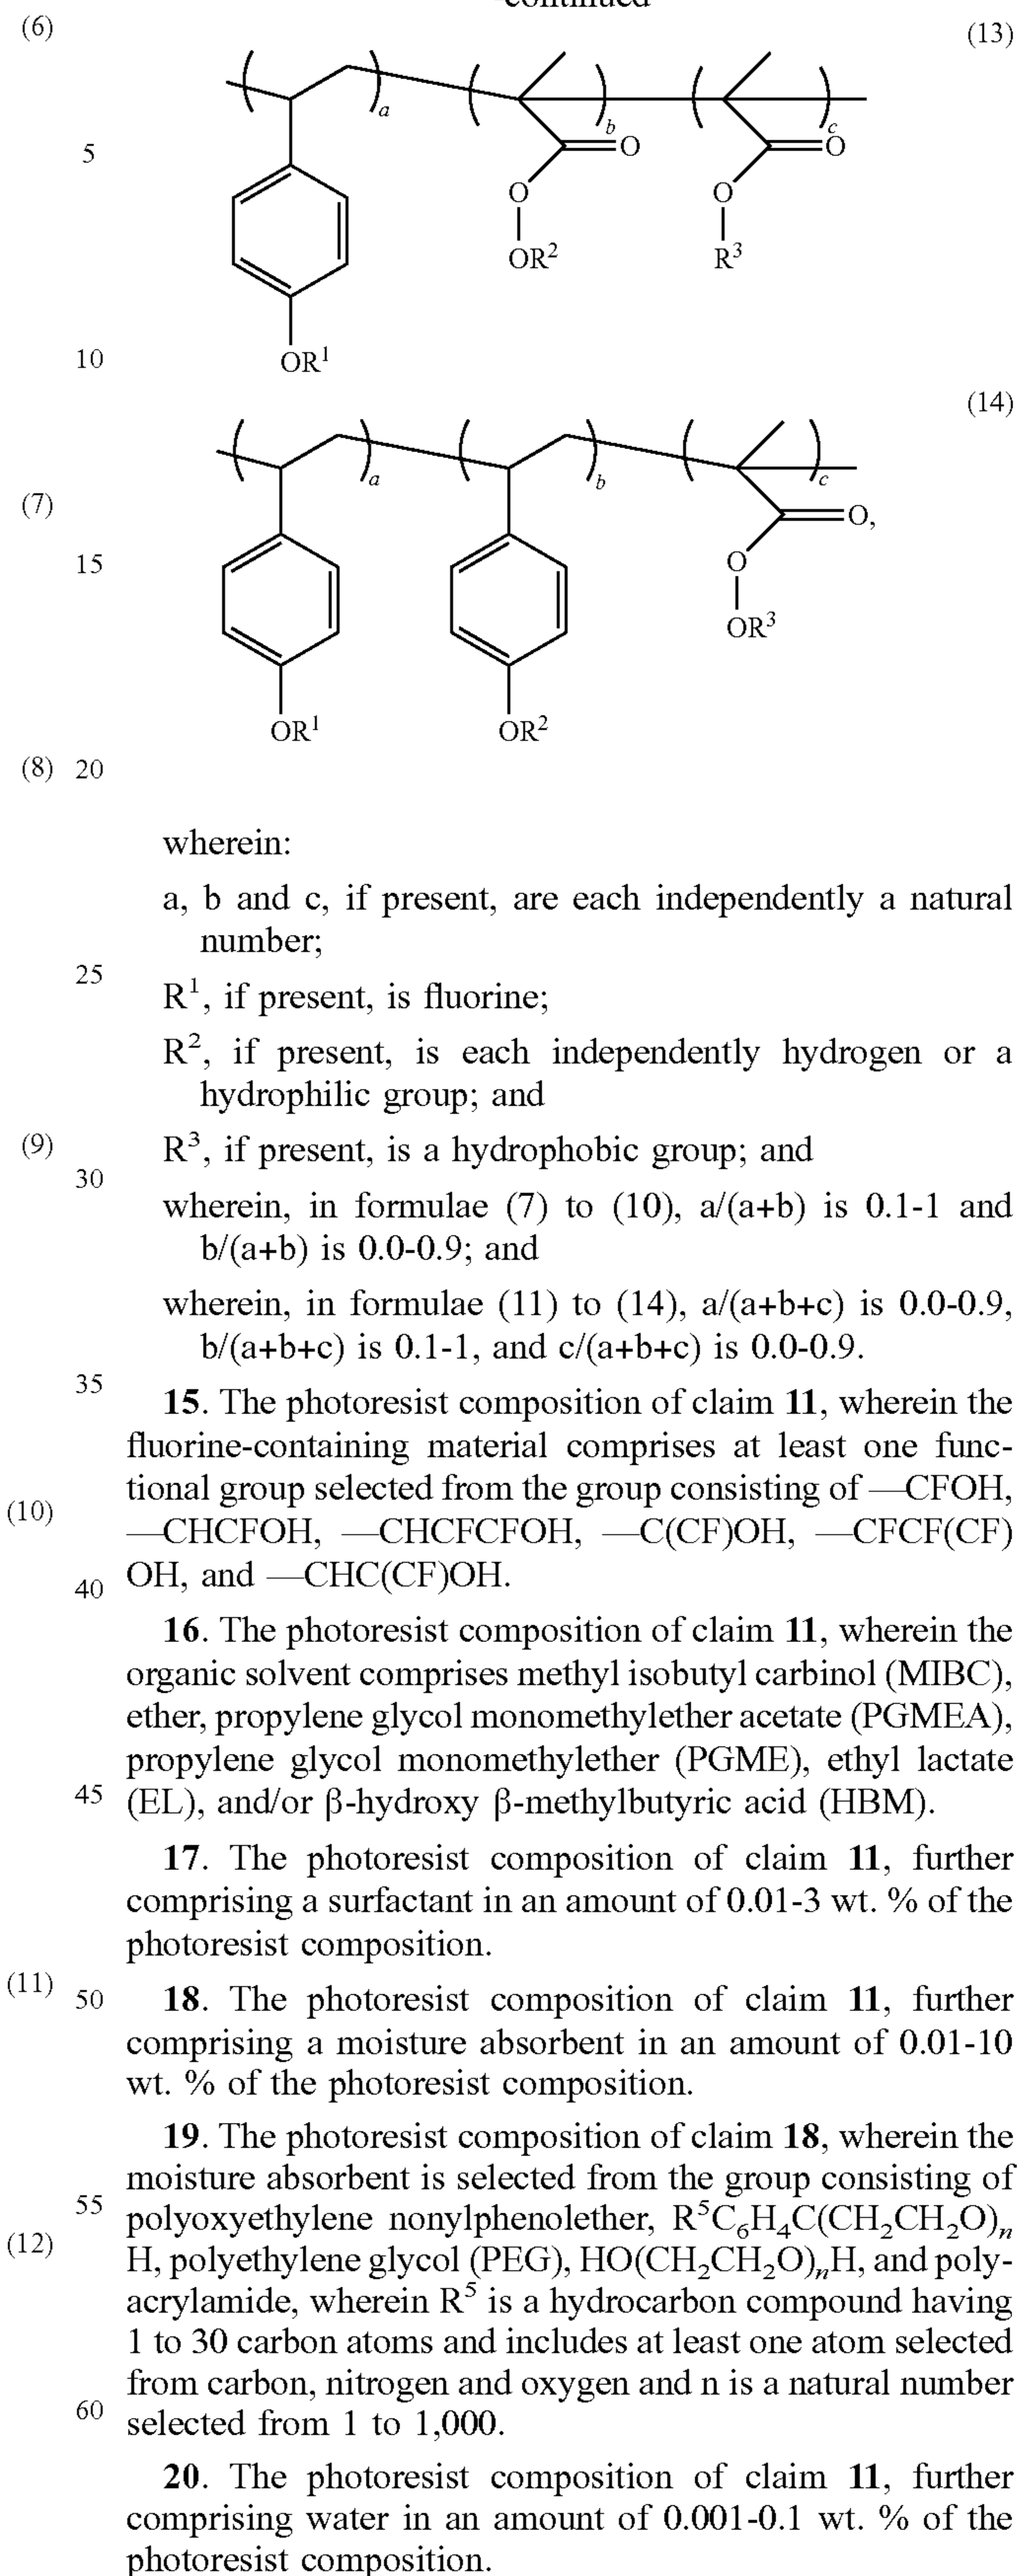 -continued
(6)
(13)
a
b
c
5
O
O
O
O
OR²
R³
10
OR¹
(14)
a
b
c
(7)
O,
15
O
OR³
OR¹
OR²
(8) 20
wherein:
a, b and c, if present, are each independently a natural
number;
25
R¹, if present, is fluorine;
R², if present, is each independently hydrogen or a
hydrophilic group; and
(9)
R³, if present, is a hydrophobic group; and
30
wherein, in formulae (7) to (10), a/(a+b) is 0.1-1 and
b/(a+b) is 0.0-0.9; and
wherein, in formulae (11) to (14), a/(a+b+c) is 0.0-0.9,
b/(a+b+c) is 0.1-1, and c/(a+b+c) is 0.0-0.9.
35
15. The photoresist composition of claim 11, wherein the
fluorine-containing material comprises at least one func-
tional group selected from the group consisting of —CFOH,
(10)
—CHCFOH, —CHCFCFOH, —C(CF)OH, —CFCF(CF)
40 OH, and —CHC(CF)OH.
16. The photoresist composition of claim 11, wherein the
organic solvent comprises methyl isobutyl carbinol (MIBC),
ether, propylene glycol monomethylether acetate (PGMEA),
propylene glycol monomethylether (PGME), ethyl lactate
45 (EL), and/or β-hydroxy β-methylbutyric acid (HBM).
17. The photoresist composition of claim 11, further
comprising a surfactant in an amount of 0.01-3 wt. % of the
photoresist composition.
(11)
50 18. The photoresist composition of claim 11, further
comprising a moisture absorbent in an amount of 0.01-10
wt. % of the photoresist composition.
19. The photoresist composition of claim 18, wherein the
moisture absorbent is selected from the group consisting of
55 polyoxyethylene nonylphenolether, R⁵C₆H₄C(CH₂CH₂O)ₙ
(12)
H, polyethylene glycol (PEG), HO(CH₂CH₂O)ₙH, and poly-
acrylamide, wherein R⁵ is a hydrocarbon compound having
1 to 30 carbon atoms and includes at least one atom selected
from carbon, nitrogen and oxygen and n is a natural number
60 selected from 1 to 1,000.
20. The photoresist composition of claim 11, further
comprising water in an amount of 0.001-0.1 wt. % of the
photoresist composition.